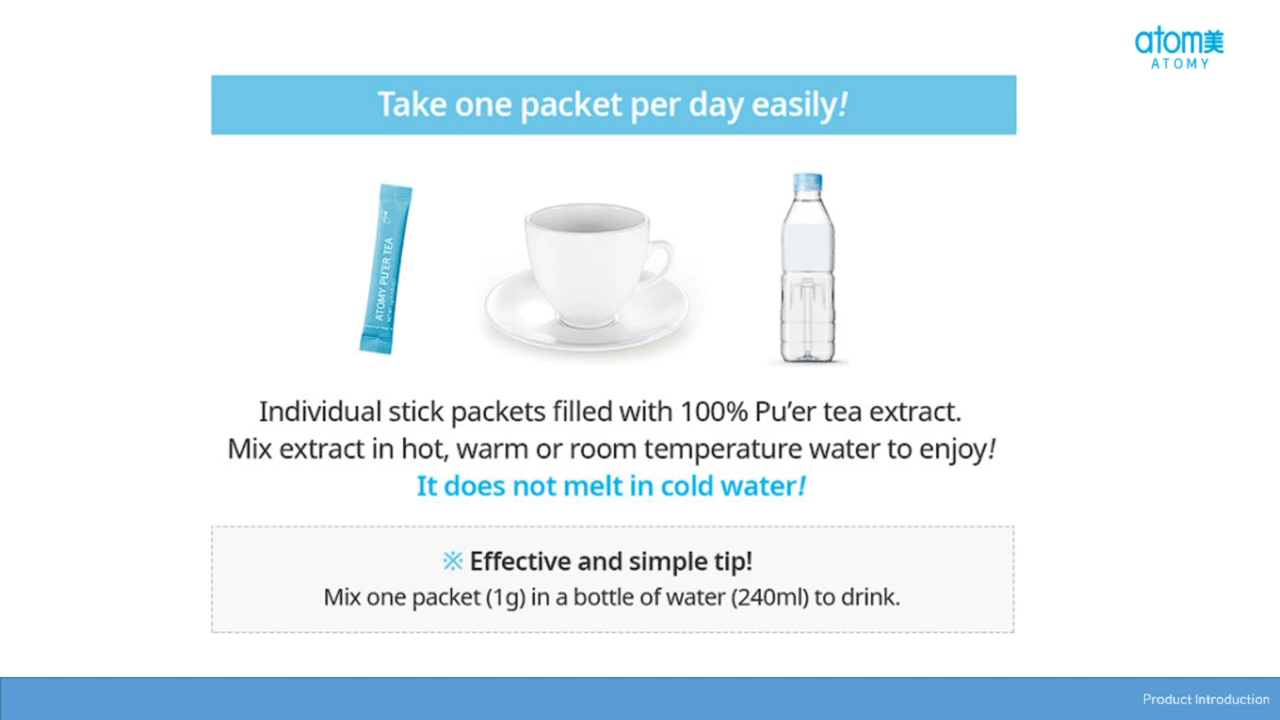 atom美
ATOMY
Take one packet per day easily!
ATOMY PU'ER TEA
Individual stick packets filled with 100% Pu’er tea extract.
Mix extract in hot, warm or room temperature water to enjoy!
It does not melt in cold water!
※ Effective and simple tip!
Mix one packet (1g) in a bottle of water (240ml) to drink.
Product Introduction